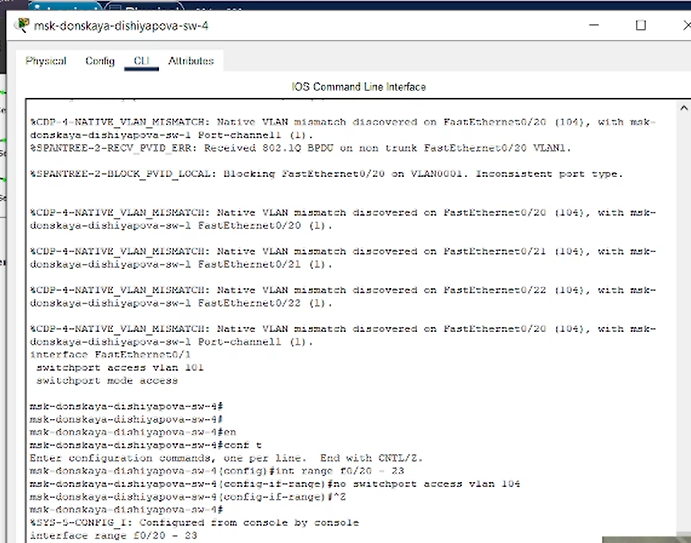 msk-donskaya-dishiyapova-sw-4
Physical Config CLI Attributes
IOS Command Line Interface
%CDP-4-NATIVE_VLAN_MISMATCH: Native VLAN mismatch discovered on FastEthernet0/20 (104), with msk-
donskaya-dishiyapova-sw-1 Port-channel1 (1).
%SPANTREE-2-RECV_PVID_ERR: Received 802.1Q BPDU on non trunk FastEthernet0/20 VLAN1.
%SPANTREE-2-BLOCK_PVID_LOCAL: Blocking FastEthernet0/20 on VLAN0001. Inconsistent port type.
%CDP-4-NATIVE_VLAN_MISMATCH: Native VLAN mismatch discovered on FastEthernet0/20 (104), with msk-
donskaya-dishiyapova-sw-1 FastEthernet0/20 (1).
%CDP-4-NATIVE_VLAN_MISMATCH: Native VLAN mismatch discovered on FastEthernet0/21 (104), with msk-
donskaya-dishiyapova-sw-1 FastEthernet0/21 (1).
%CDP-4-NATIVE_VLAN_MISMATCH: Native VLAN mismatch discovered on FastEthernet0/22 (104), with msk-
donskaya-dishiyapova-sw-1 FastEthernet0/22 (1).
%CDP-4-NATIVE_VLAN_MISMATCH: Native VLAN mismatch discovered on FastEthernet0/20 (104), with msk-
donskaya-dishiyapova-sw-1 Port-channel1 (1).
interface FastEthernet0/1
switchport access vlan 101
switchport mode access
msk-donskaya-dishiyapova-sw-4#
msk-donskaya-dishiyapova-sw-4#
msk-donskaya-dishiyapova-sw-4#en
msk-donskaya-dishiyapova-sw-4#conf t
Enter configuration commands, one per line. End with CNTL/Z.
msk-donskaya-dishiyapova-sw-4(config)#int range f0/20 - 23
msk-donskaya-dishiyapova-sw-4(config-if-range)#no switchport access vlan 104
msk-donskaya-dishiyapova-sw-4(config-if-range)#^Z
msk-donskaya-dishiyapova-sw-4#
%SYS-5-CONFIG_I: Configured from console by console
interface range f0/20 - 23